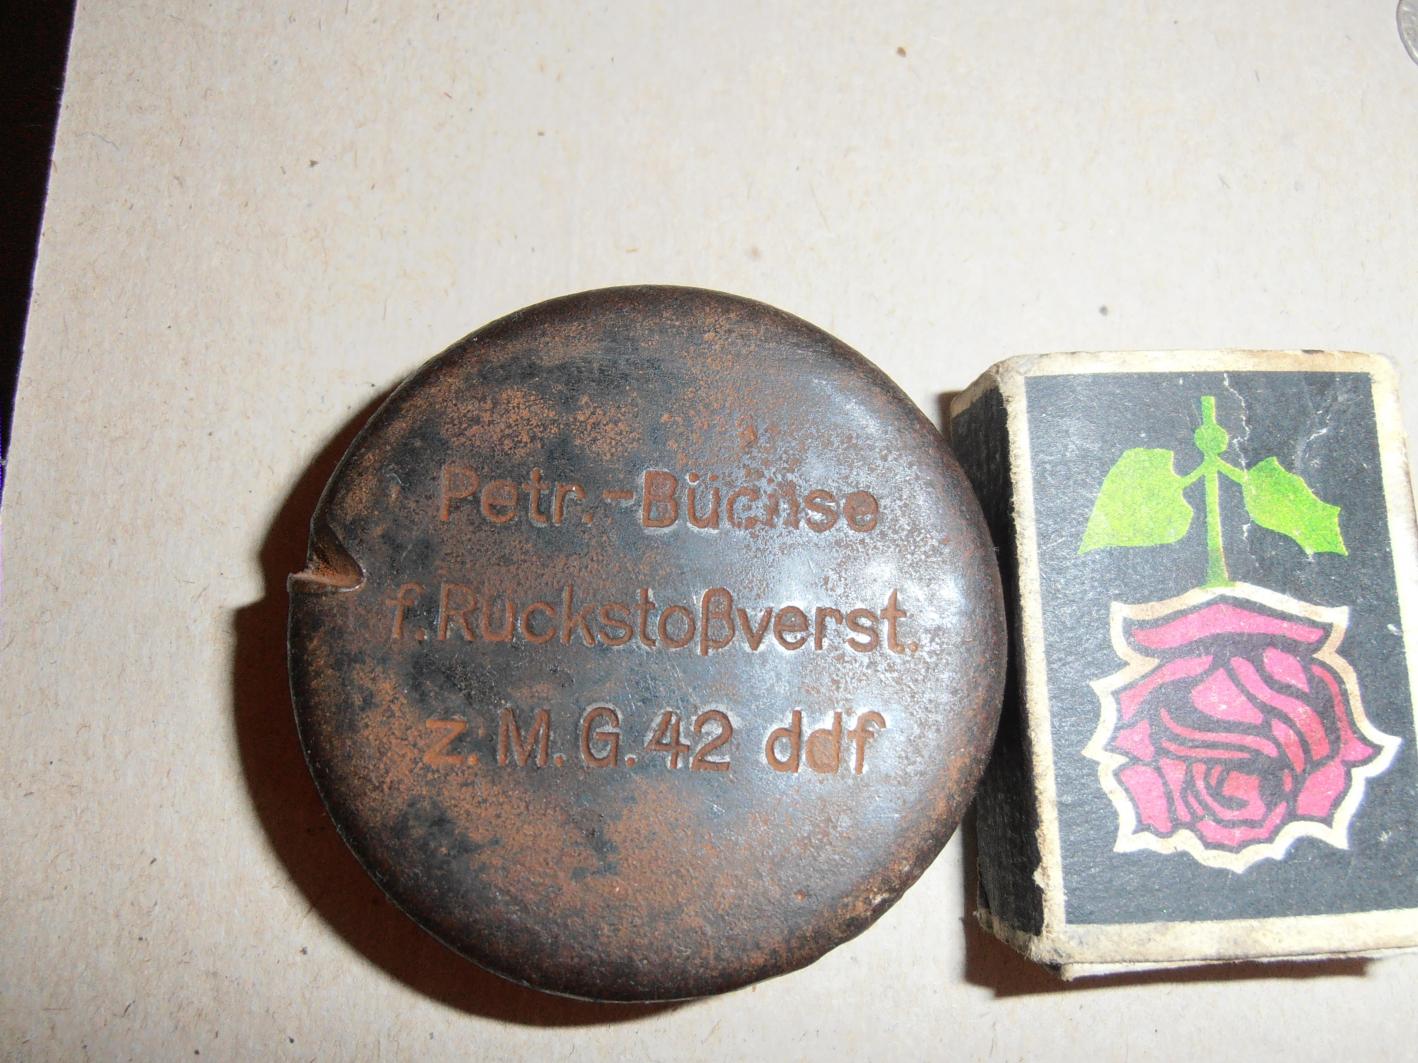 Petr.-Büchse
f. Rückstoßverst.
z. M.G. 42 ddf